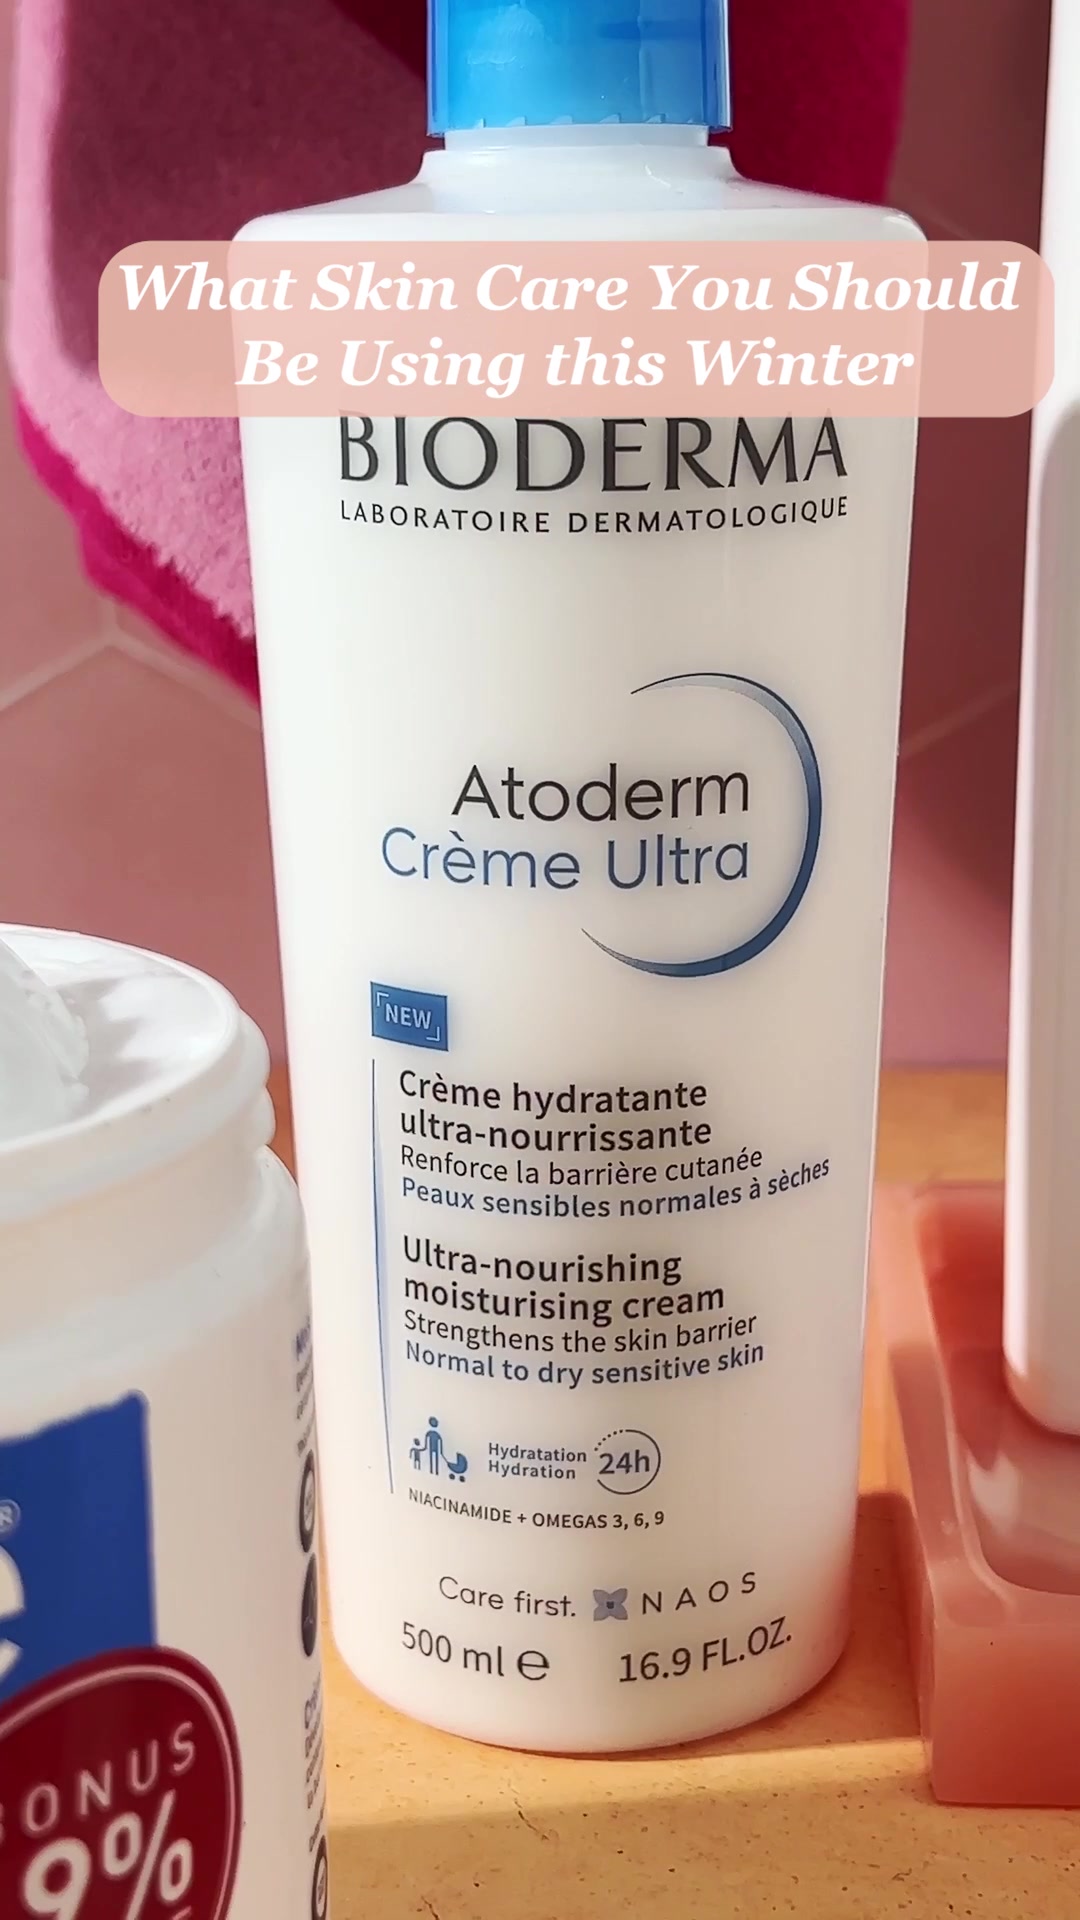 What Skin Care You Should
Be Using this Winter
BIODERMA
LABORATOIRE DERMATOLOGIQUE
Atoderm
Crème Ultra
NEW
Crème hydratante
ultra-nourrissante
Renforce la barrière cutanée
Peaux sensibles normales à sèches
Ultra-nourishing
moisturising cream
Strengthens the skin barrier
Normal to dry sensitive skin
Hydratation
Hydration
24h
NIACINAMIDE + OMEGAS 3, 6, 9
Care first.
NAOS
500 ml e
16.9 FL.OZ.
ONUS
9%